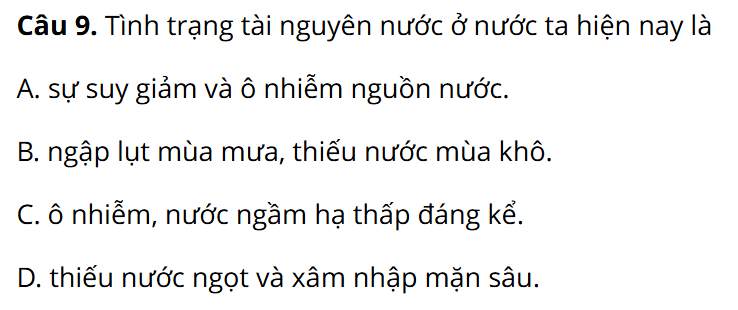 Câu 9. Tình trạng tài nguyên nước ở nước ta hiện nay là
A. sự suy giảm và ô nhiễm nguồn nước.
B. ngập lụt mùa mưa, thiếu nước mùa khô.
C. ô nhiễm, nước ngầm hạ thấp đáng kể.
D. thiếu nước ngọt và xâm nhập mặn sâu.